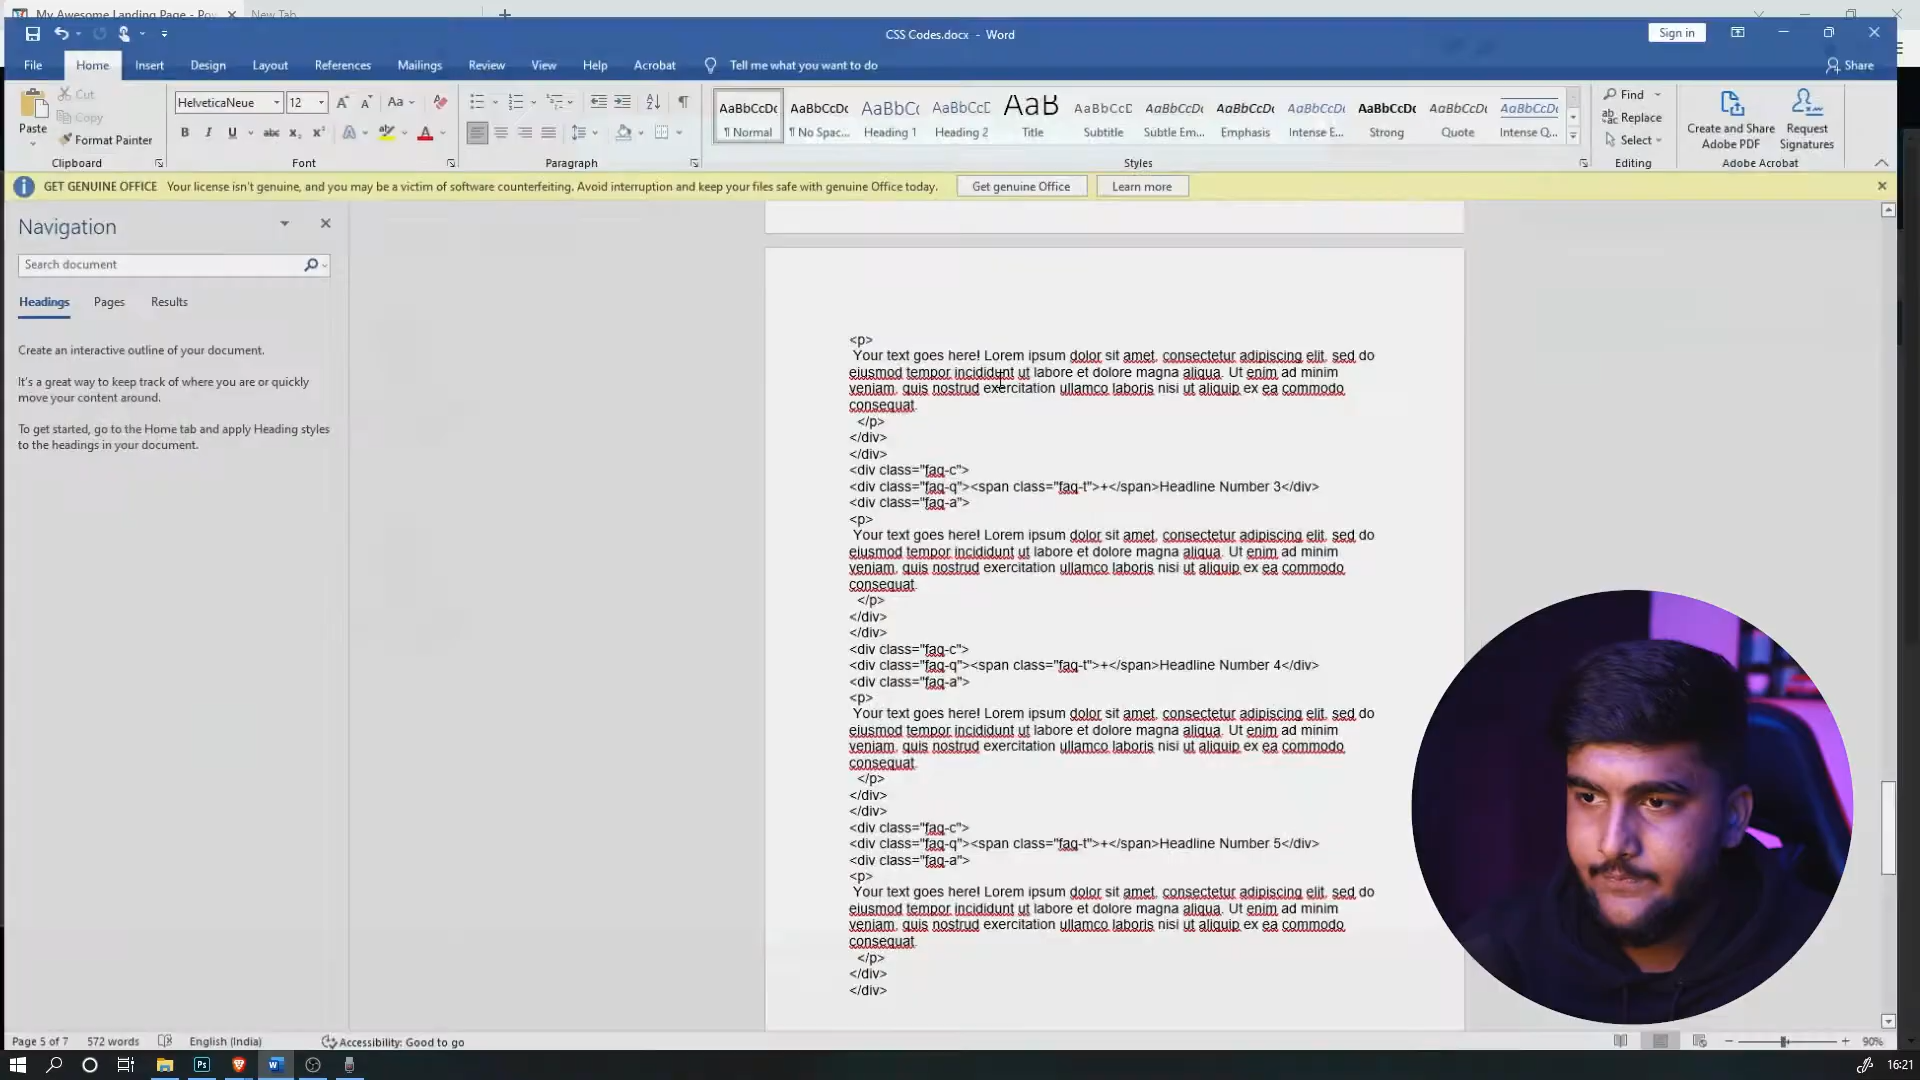 My Awesome Landing Page - Po
New Tab
CSS Codes.docx - Word
Sign in
File
Home
Insert
Design
Layout
References
Mailings
Review
View
Help
Acrobat
Tell me what you want to do
Share
Paste
Cut
Copy
Format Painter
Clipboard
HelveticaNeue
12
Font
Paragraph
AaBbCcDc
¶ Normal
AaBbCcDc
¶ No Spac...
AaBbC(
Heading 1
AaBbCcE
Heading 2
AaB
Title
AaBbCcD
Subtitle
AaBbCcDc
Subtle Em...
AaBbCcDc
Emphasis
AaBbCcDc
Intense E...
AaBbCcDc
Strong
AaBbCcDc
Quote
AaBbCcDc
Intense Q...
Styles
Find
Replace
Select
Editing
Create and Share
Adobe PDF
Request
Signatures
Adobe Acrobat
GET GENUINE OFFICE Your license isn't genuine, and you may be a victim of software counterfeiting. Avoid interruption and keep your files safe with genuine Office today.
Get genuine Office
Learn more
Navigation
Search document
Headings
Pages
Results
Create an interactive outline of your document.
It's a great way to keep track of where you are or quickly
move your content around.
To get started, go to the Home tab and apply Heading styles
to the headings in your document.
<p>
Your text goes here! Lorem ipsum dolor sit amet, consectetur adipiscing elit, sed do
eiusmod tempor incididunt ut labore et dolore magna aliqua. Ut enim ad minim
veniam, quis nostrud exercitation ullamco laboris nisi ut aliquip ex ea commodo
consequat.
</p>
</div>
</div>
<div class="faq-c">
<div class="faq-q"><span class="faq-t">+</span>Headline Number 3</div>
<div class="faq-a">
<p>
Your text goes here! Lorem ipsum dolor sit amet, consectetur adipiscing elit, sed do
eiusmod tempor incididunt ut labore et dolore magna aliqua. Ut enim ad minim
veniam, quis nostrud exercitation ullamco laboris nisi ut aliquip ex ea commodo
consequat.
</p>
</div>
</div>
<div class="faq-c">
<div class="faq-q"><span class="faq-t">+</span>Headline Number 4</div>
<div class="faq-a">
<p>
Your text goes here! Lorem ipsum dolor sit amet, consectetur adipiscing elit, sed do
eiusmod tempor incididunt ut labore et dolore magna aliqua. Ut enim ad minim
veniam, quis nostrud exercitation ullamco laboris nisi ut aliquip ex ea commodo
consequat.
</p>
</div>
</div>
<div class="faq-c">
<div class="faq-q"><span class="faq-t">+</span>Headline Number 5</div>
<div class="faq-a">
<p>
Your text goes here! Lorem ipsum dolor sit amet, consectetur adipiscing elit, sed do
eiusmod tempor incididunt ut labore et dolore magna aliqua. Ut enim ad minim
veniam, quis nostrud exercitation ullamco laboris nisi ut aliquip ex ea commodo
consequat.
</p>
</div>
</div>
Page 5 of 7
572 words
English (India)
Accessibility: Good to go
90%
16:21